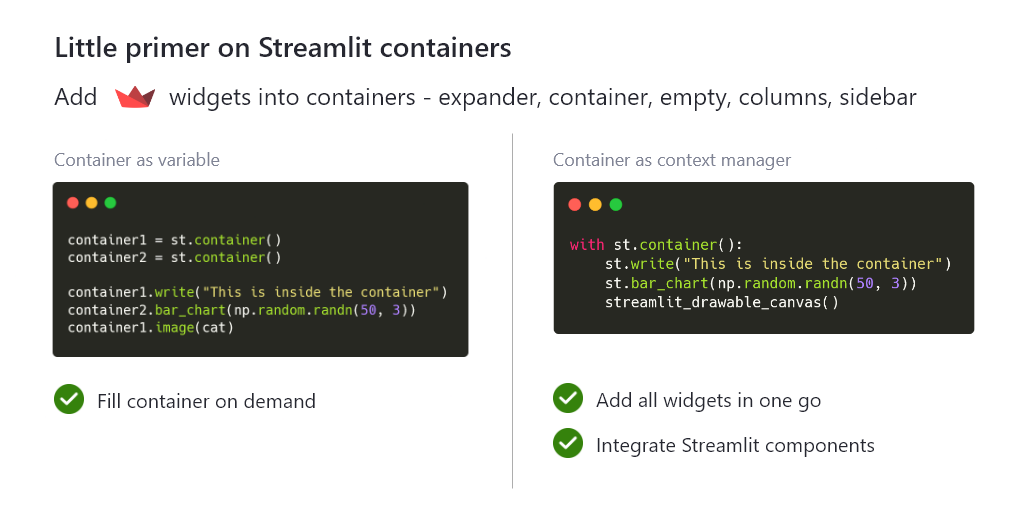 Little primer on Streamlit containers
Add widgets into containers - expander, container, empty, columns, sidebar
Container as variable
container1 = st.container()
container2 = st.container()
container1.write("This is inside the container")
container2.bar_chart(np.random.randn(50, 3))
container1.image(cat)
Fill container on demand
Container as context manager
with st.container():
    st.write("This is inside the container")
    st.bar_chart(np.random.randn(50, 3))
    streamlit_drawable_canvas()
Add all widgets in one go
Integrate Streamlit components